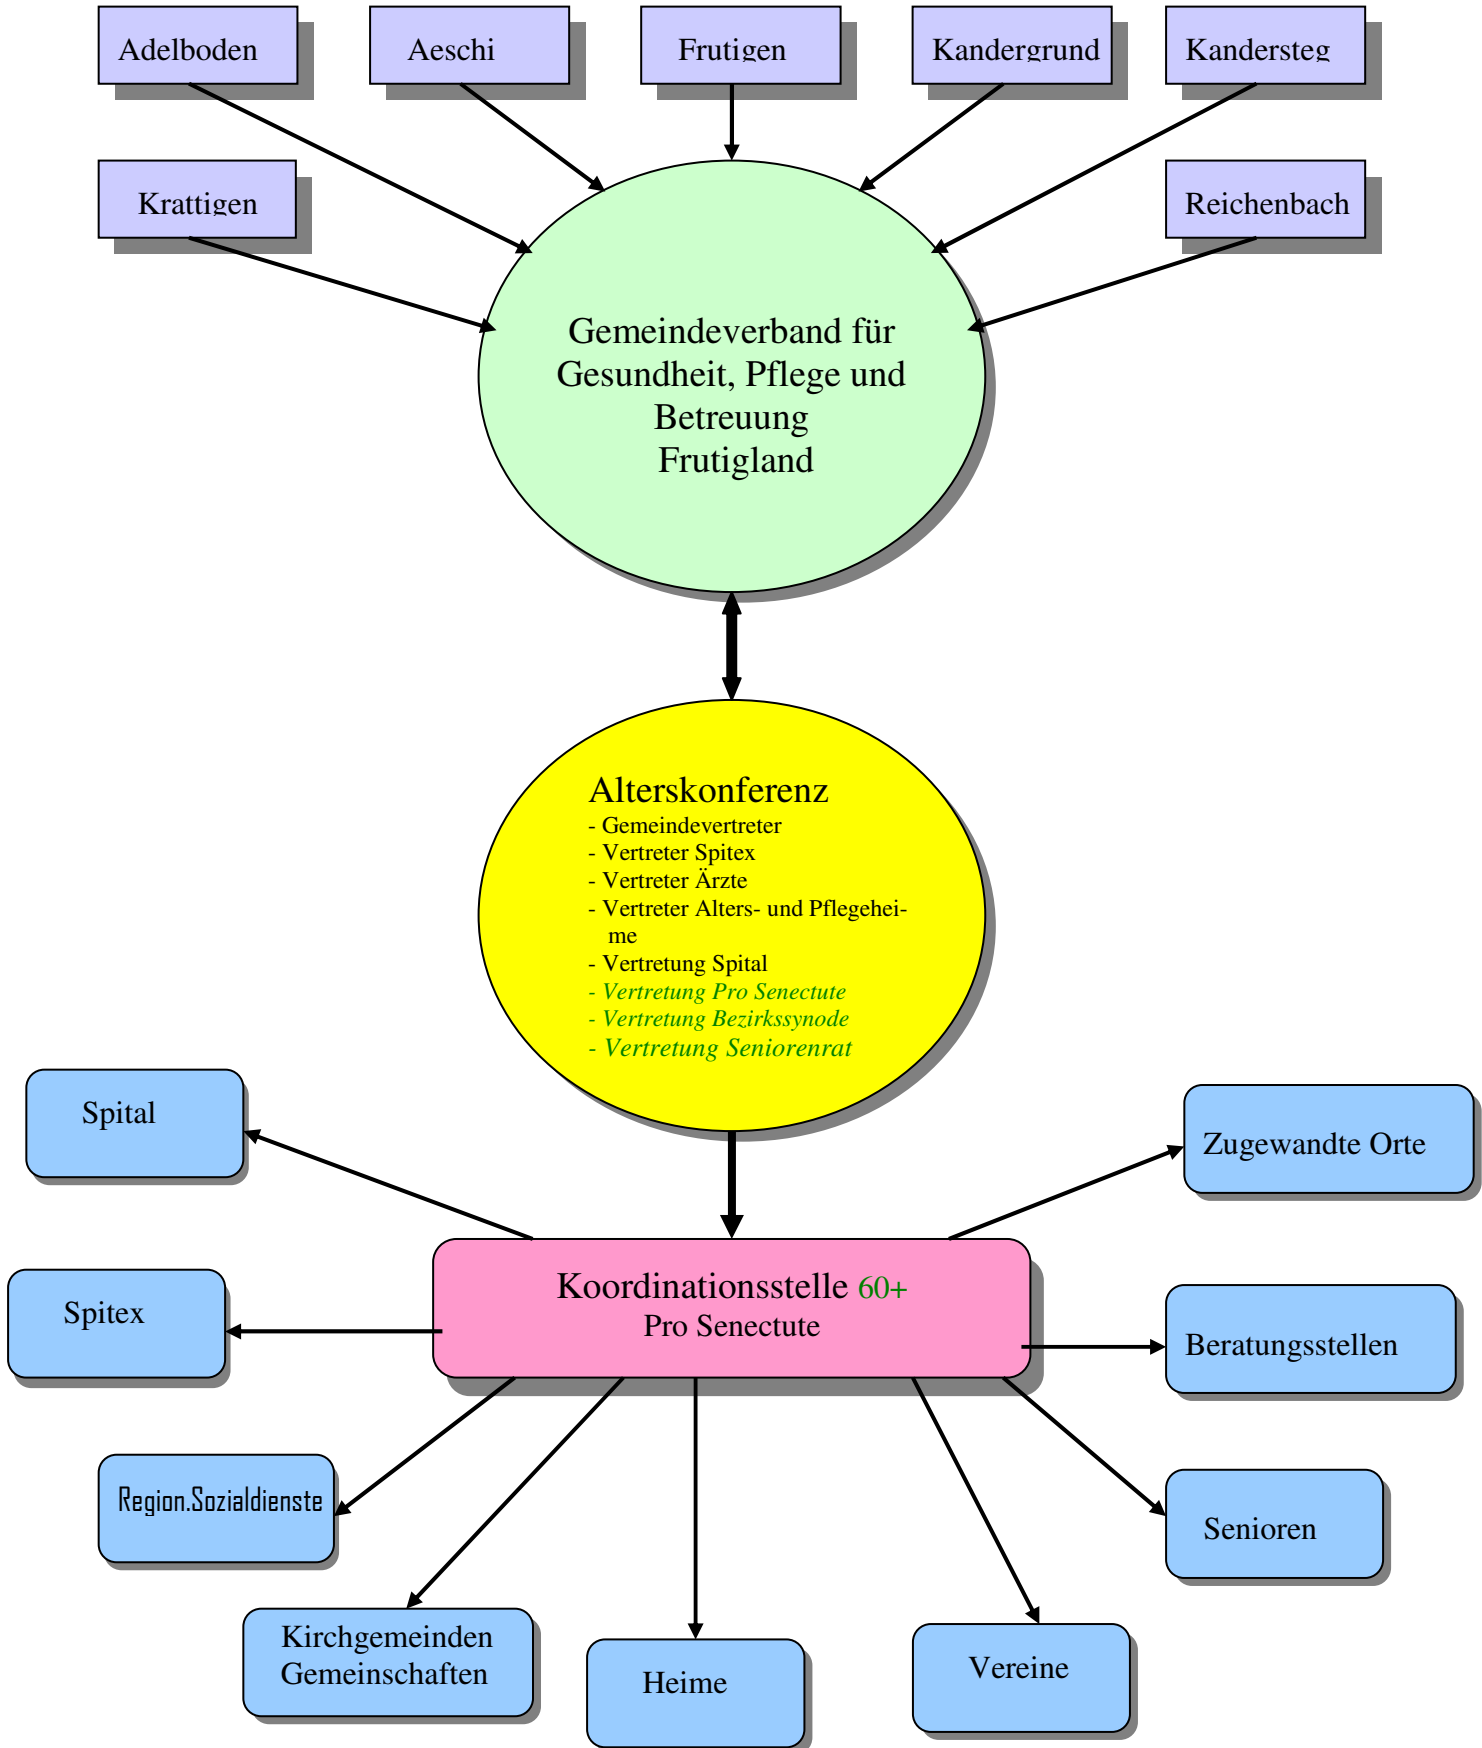 Adelboden
Aeschi
Frutigen
Kandergrund
Kandersteg
Krattigen
Reichenbach
Gemeindeverband für
Gesundheit, Pflege und
Betreuung
Frutigland
Alterskonferenz
- Gemeindevertreter
- Vertreter Spitex
- Vertreter Ärzte
- Vertreter Alters- und Pflegehei-
me
- Vertretung Spital
- Vertretung Pro Senectute
- Vertretung Bezirkssynode
- Vertretung Seniorenrat
Spital
Zugewandte Orte
Koordinationsstelle 60+
Pro Senectute
Spitex
Beratungsstellen
Region.Sozialdienste
Senioren
Kirchgemeinden
Gemeinschaften
Heime
Vereine